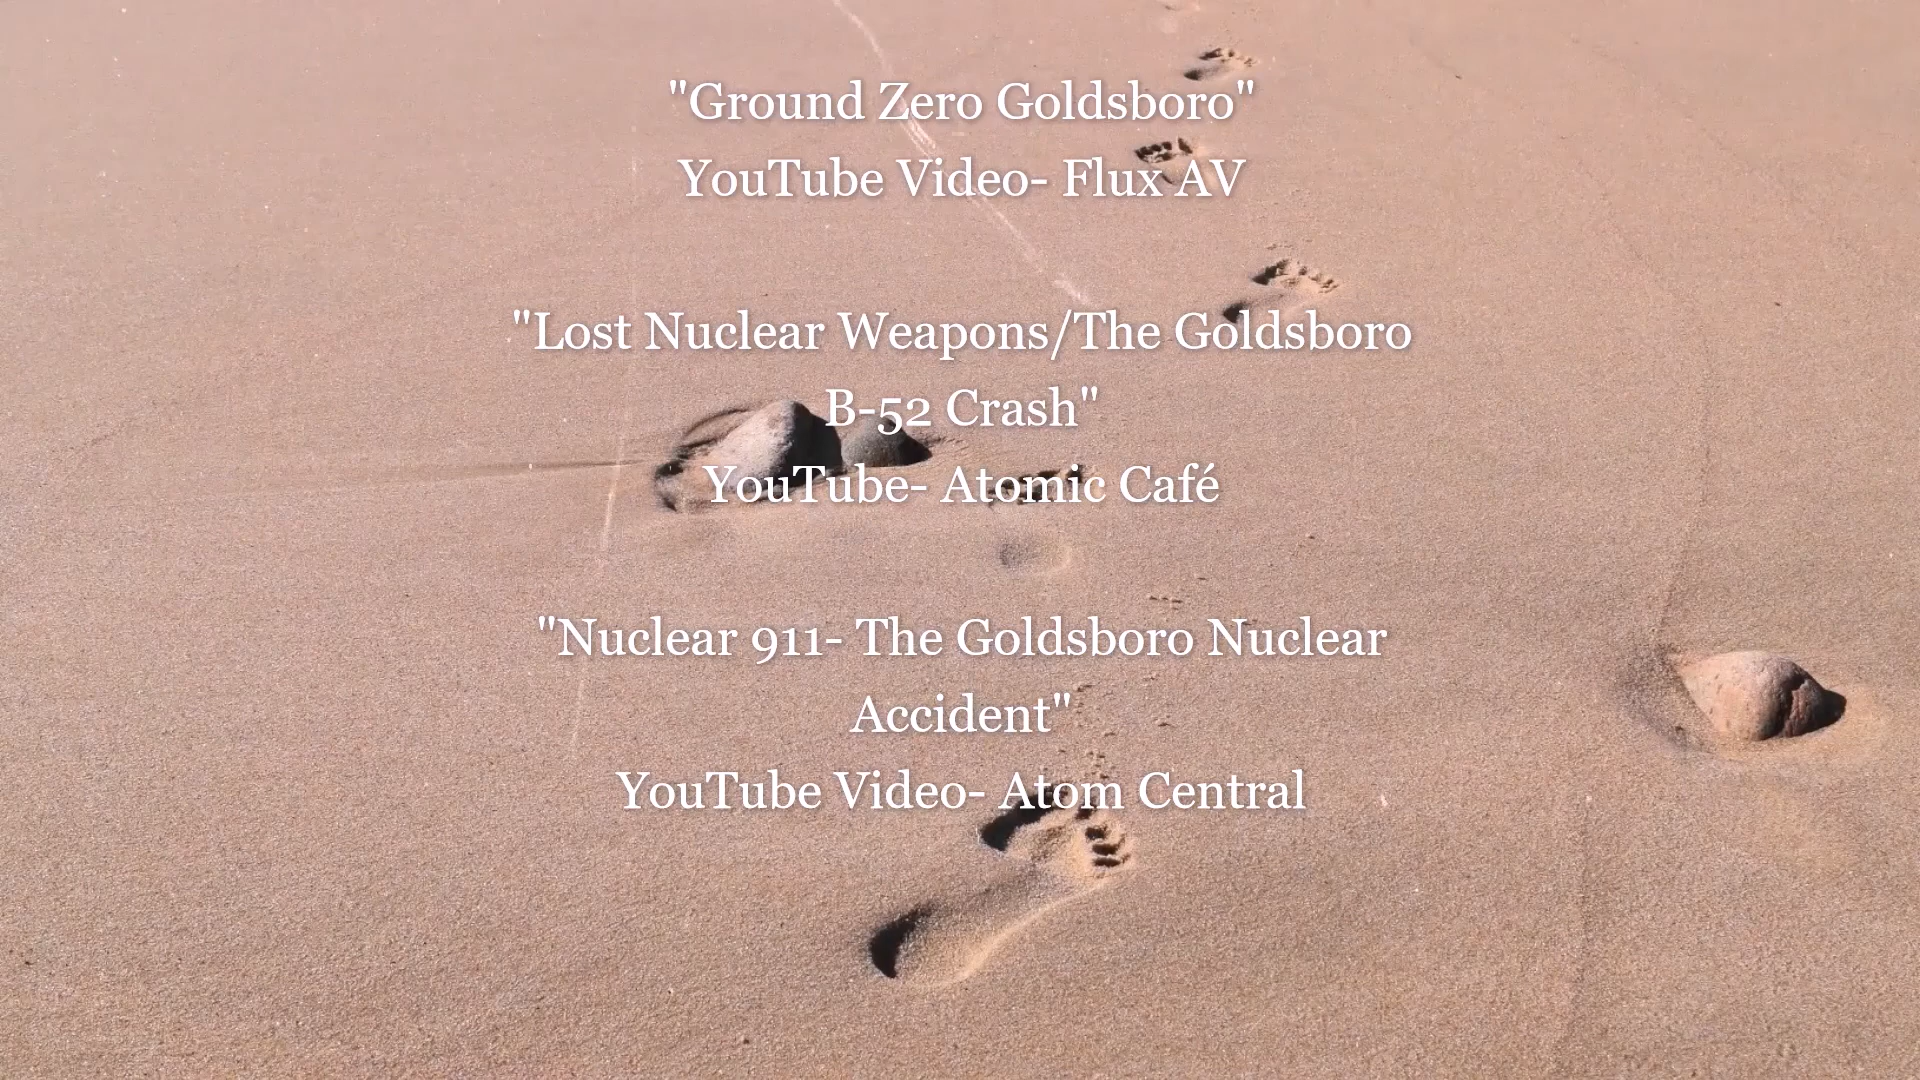 "Ground Zero Goldsboro"
YouTube Video- Flux AV
"Lost Nuclear Weapons/The Goldsboro
B-52 Crash"
YouTube- Atomic Café
"Nuclear 911- The Goldsboro Nuclear
Accident"
YouTube Video- Atom Central